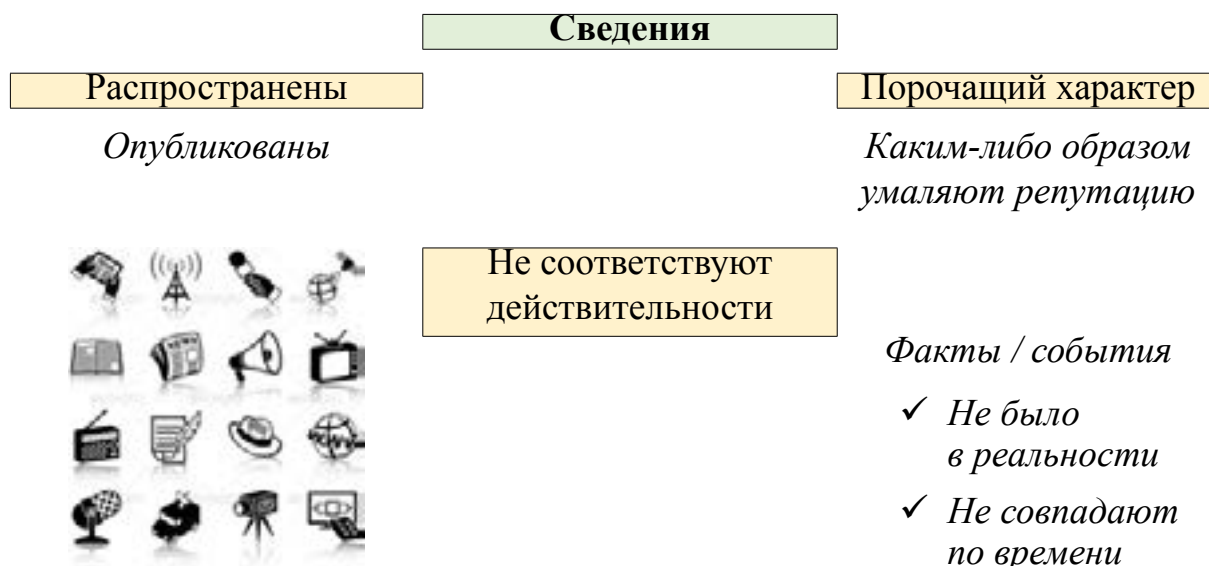 Сведения
Распространены
Порочащий характер
Опубликованы
Каким-либо образом
умаляют репутацию
Не соответствуют
действительности
Факты / события
✓ Не было
в реальности
✓ Не совпадают
по времени
NEWS